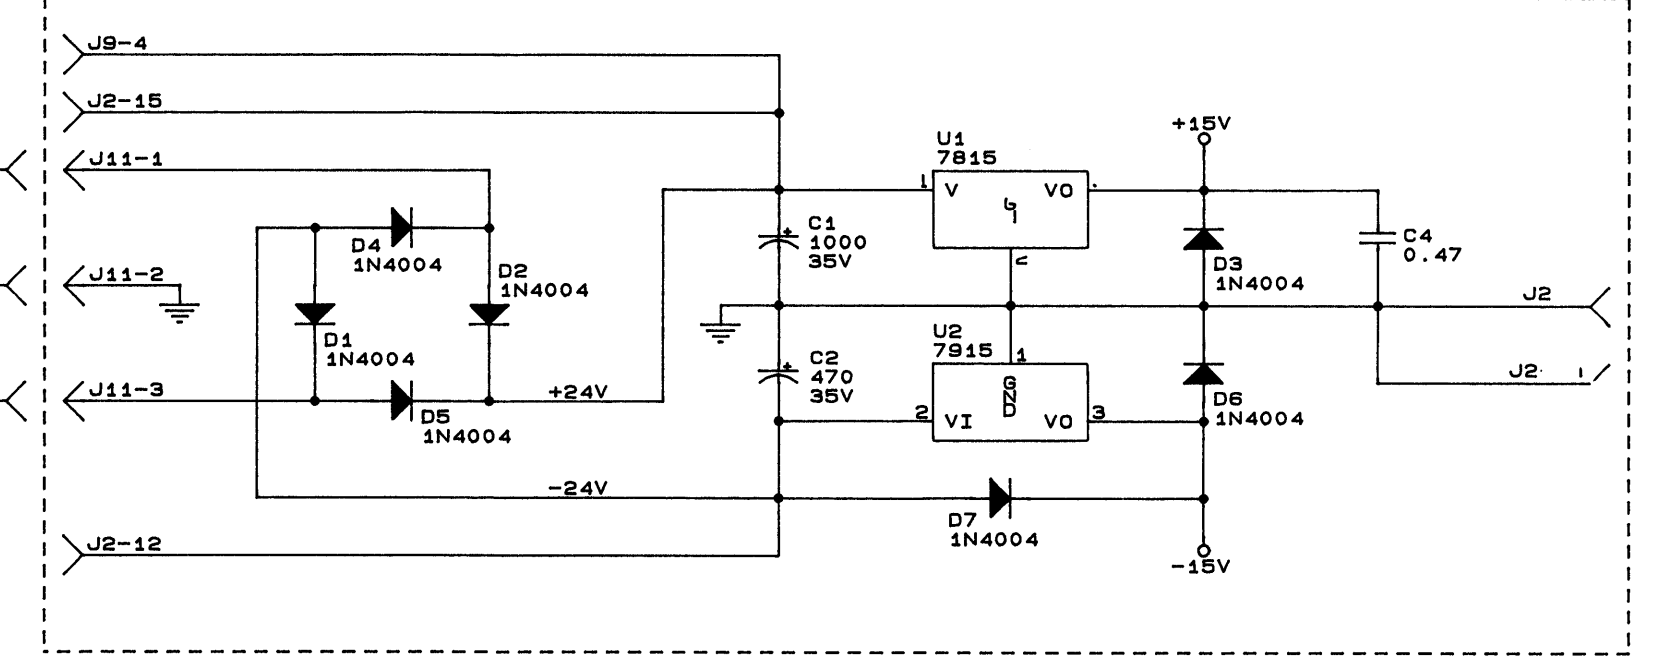 J9-4
J2-15
J11-1
J11-2
J11-3
J2-12
D4
1N4004
D2
1N4004
D1
1N4004
D5
1N4004
+24V
-24V
C1
1000
35V
C2
470
35V
U1
7815
1
V
VO
U2
7915
1
GND
2
VI
VO
3
D7
1N4004
+15V
D3
1N4004
D6
1N4004
-15V
C4
0.47
J2
J2